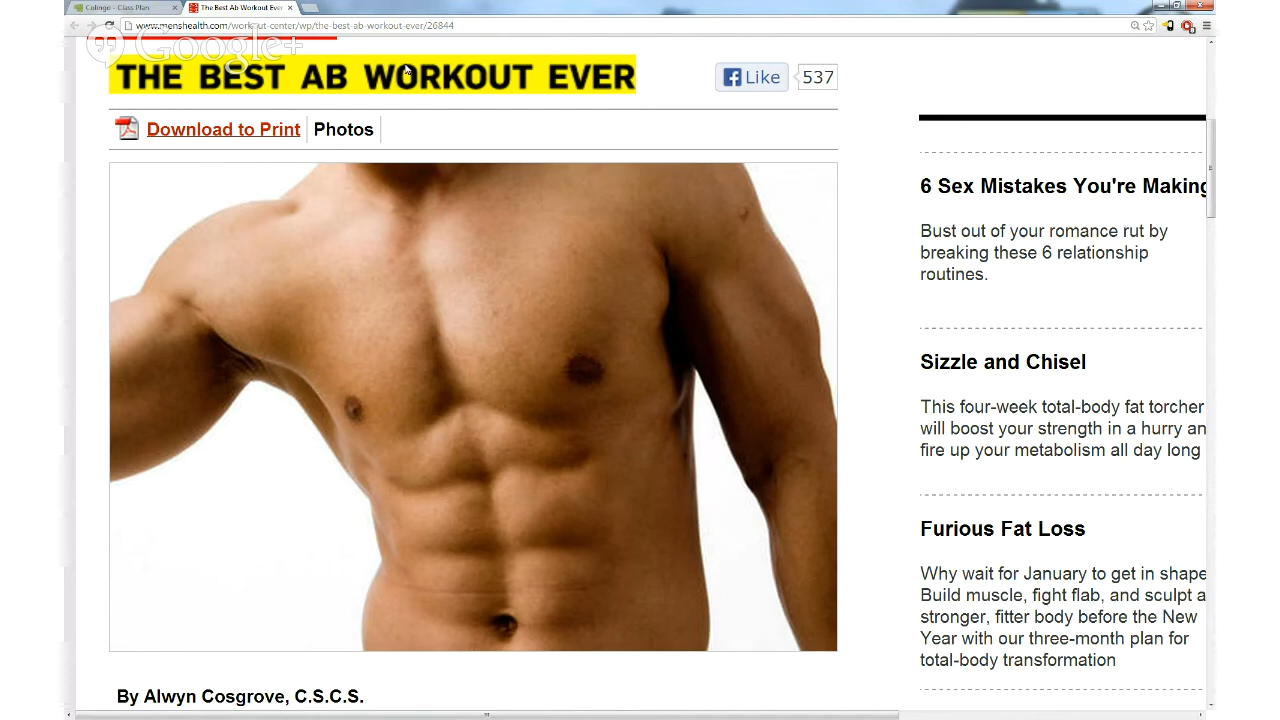 Colingo - Class Plan
The Best Ab Workout Ever
www.menshealth.com/workout-center/wp/the-best-ab-workout-ever/26844
Google+
THE BEST AB WORKOUT EVER
Like
537
Download to Print
Photos
6 Sex Mistakes You're Making
Bust out of your romance rut by
breaking these 6 relationship
routines.
Sizzle and Chisel
This four-week total-body fat torcher
will boost your strength in a hurry an
fire up your metabolism all day long
Furious Fat Loss
Why wait for January to get in shape
Build muscle, fight flab, and sculpt a
stronger, fitter body before the New
Year with our three-month plan for
total-body transformation
By Alwyn Cosgrove, C.S.C.S.